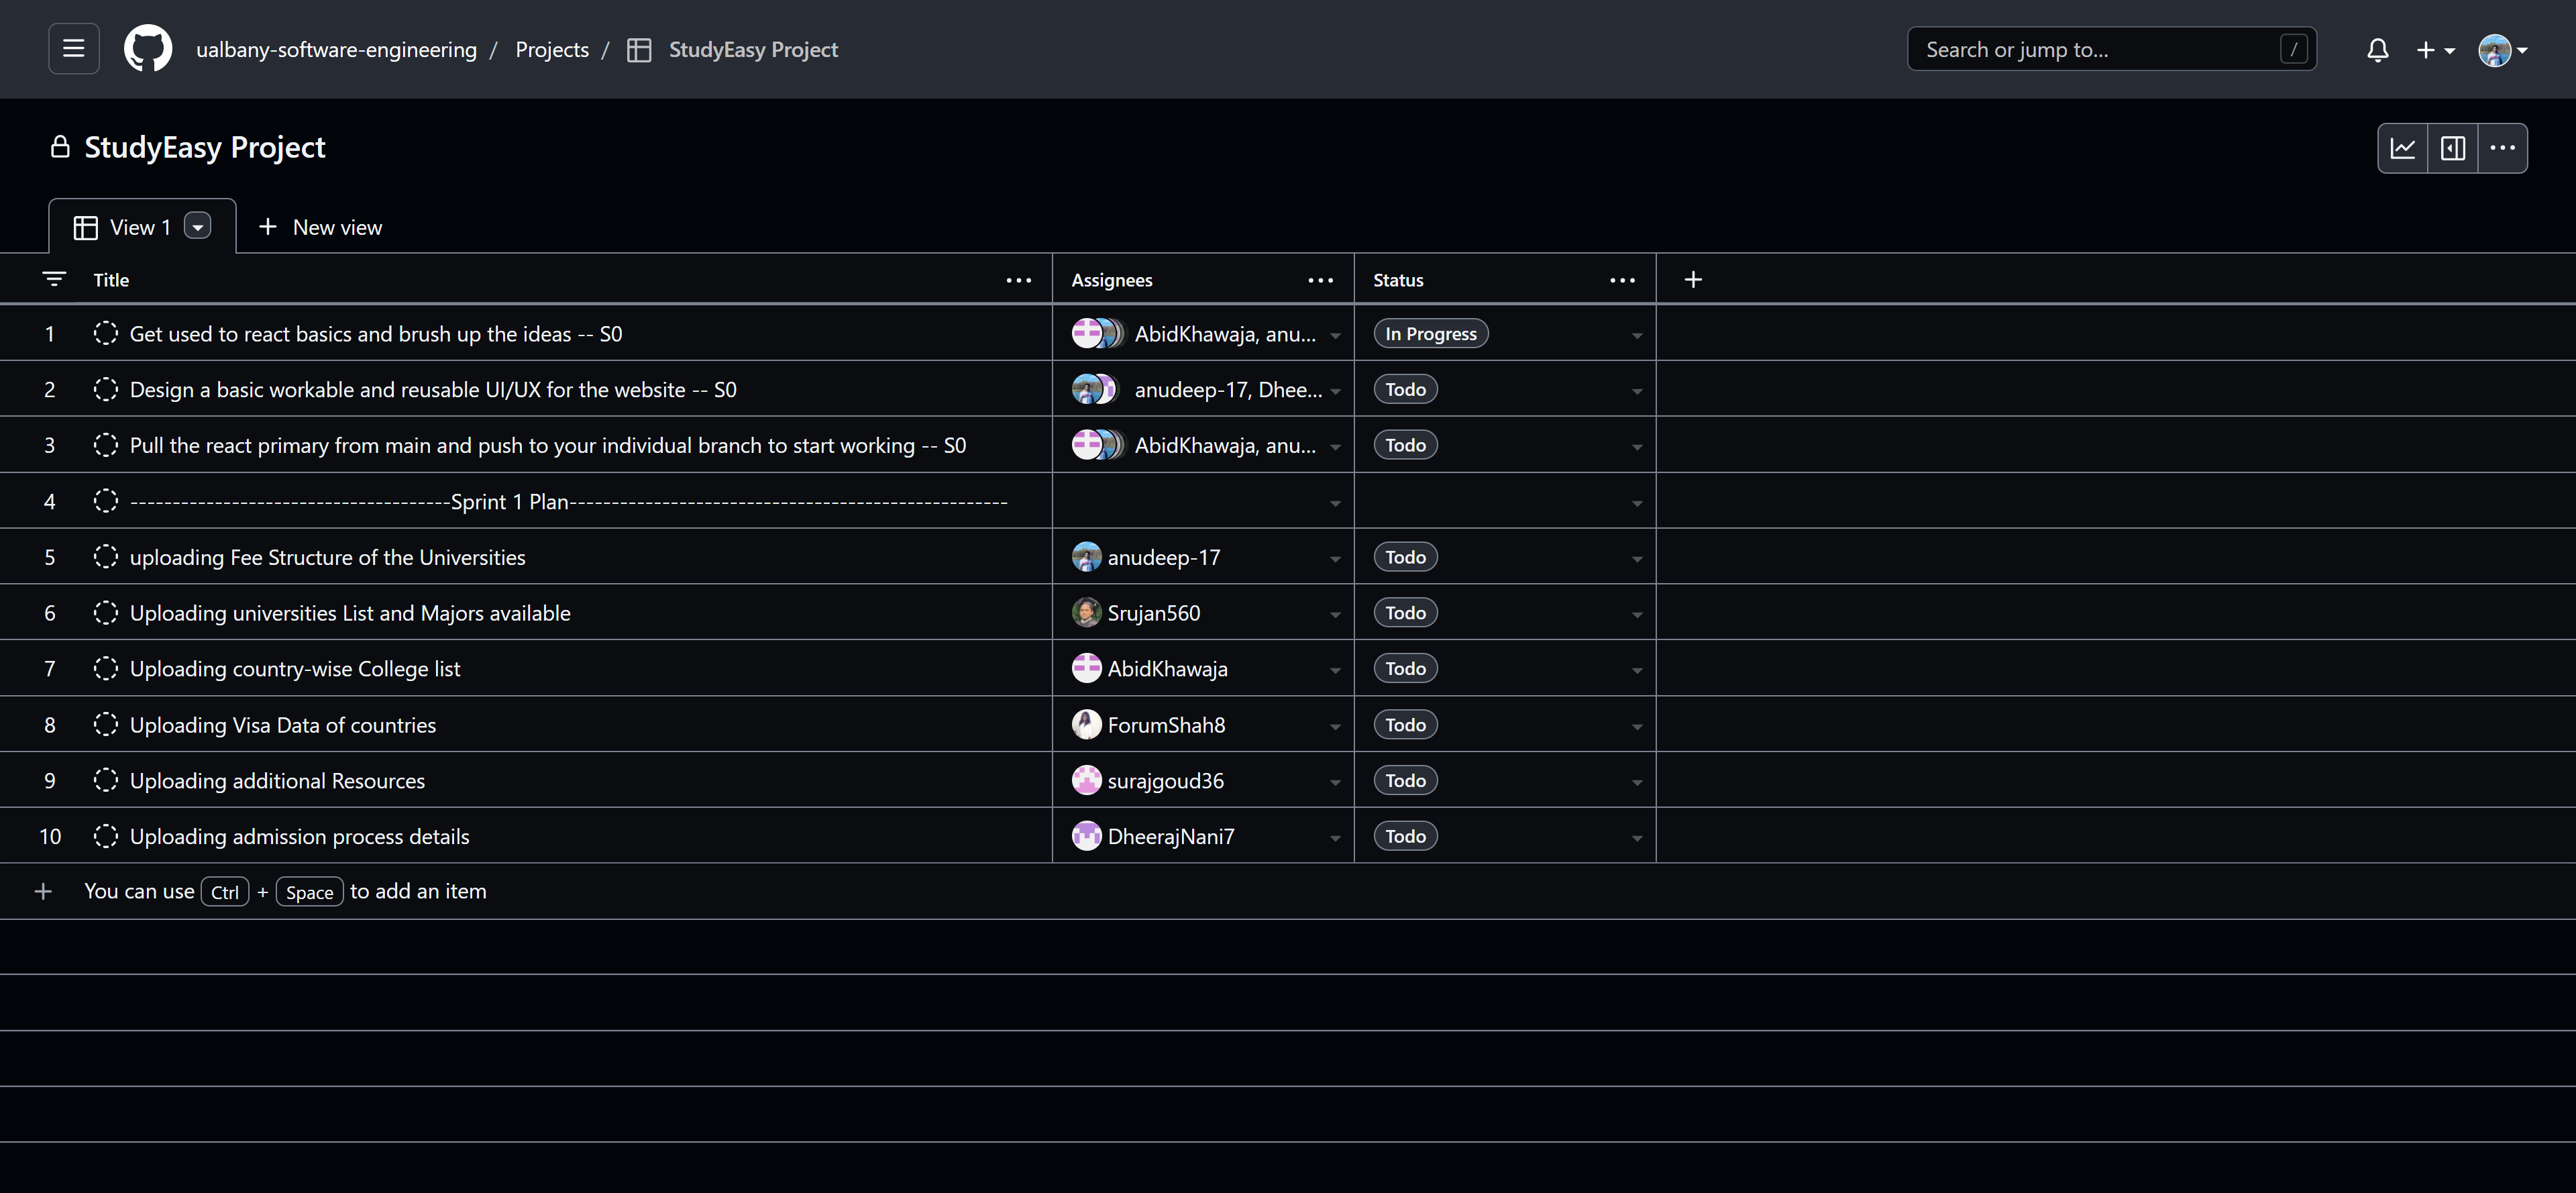 ualbany-software-engineering / Projects / StudyEasy Project Search or jump to... /
StudyEasy Project
View 1 New view
Title Assignees Status
1 Get used to react basics and brush up the ideas -- S0 AbidKhawaja, anu... In Progress
2 Design a basic workable and reusable UI/UX for the website -- S0 anudeep-17, Dhee... Todo
3 Pull the react primary from main and push to your individual branch to start working -- S0 AbidKhawaja, anu... Todo
4 --------------------------------------Sprint 1 Plan----------------------------------------------------
5 uploading Fee Structure of the Universities anudeep-17 Todo
6 Uploading universities List and Majors available Srujan560 Todo
7 Uploading country-wise College list AbidKhawaja Todo
8 Uploading Visa Data of countries ForumShah8 Todo
9 Uploading additional Resources surajgoud36 Todo
10 Uploading admission process details DheerajNani7 Todo
+ You can use Ctrl + Space to add an item